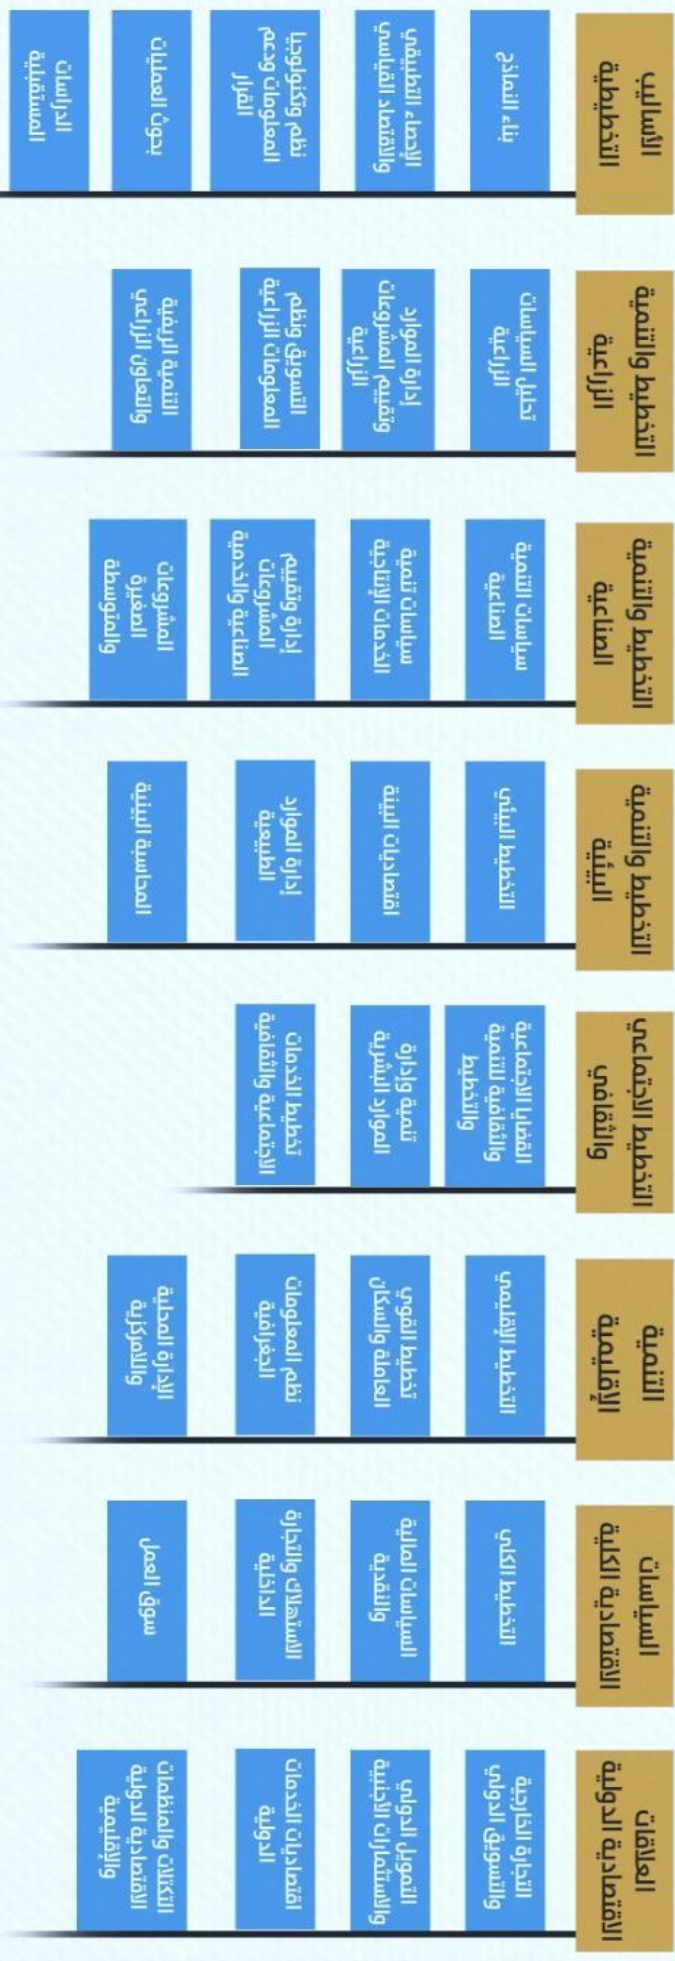 العلاقات
الاقتصادية الدولية
التجارة الخارجية
والتسويق الدولي
التمويل الدولي
والاستثمارات الأجنبية
اقتصاديات الخدمات
الدولية
التكتلات والمنظمات
الاقتصادية الدولية
والإقليمية
السياسات
الاقتصادية الكلية
التخطيط الكلي
السياسات المالية
والنقدية
الاستهلاك والتجارة
الداخلية
سوق العمل
التنمية
الإقليمية
التخطيط الإقليمي
تخطيط القوي
العاملة والسكان
نظم المعلومات
الجغرافية
الإدارة المحلية
واللامركزية
التخطيط الاجتماعي
والثقافي
القضايا الاجتماعية
والثقافية للتنمية
والتخطيط
تنمية وإدارة
الموارد البشرية
تخطيط الخدمات
الاجتماعية والثقافية
التخطيط والتنمية
البيئية
التخطيط البيئي
اقتصاديات البيئة
إدارة الموارد
الطبيعية
المحاسبة البيئية
التخطيط والتنمية
الصناعية
سياسات التنمية
الصناعية
سياسات تنمية
الخدمات الإنتاجية
إدارة وتقييم
المشروعات
الصناعية والخدمية
المشروعات
الصغيرة
والمتوسطة
التخطيط والتنمية
الزراعية
تحليل السياسات
الزراعية
إدارة الموارد
وتقييم المشروعات
الزراعية
التسويق ونظم
المعلومات الزراعية
التنمية الريفية
والتعاون الزراعي
الأساليب
التخطيطية
بناء النماذج
الإحصاء التطبيقي
والاقتصاد القياسي
نظم وتكنولوجيا
المعلومات ودعم
القرار
بحوث العمليات
الدراسات
المستقبلية